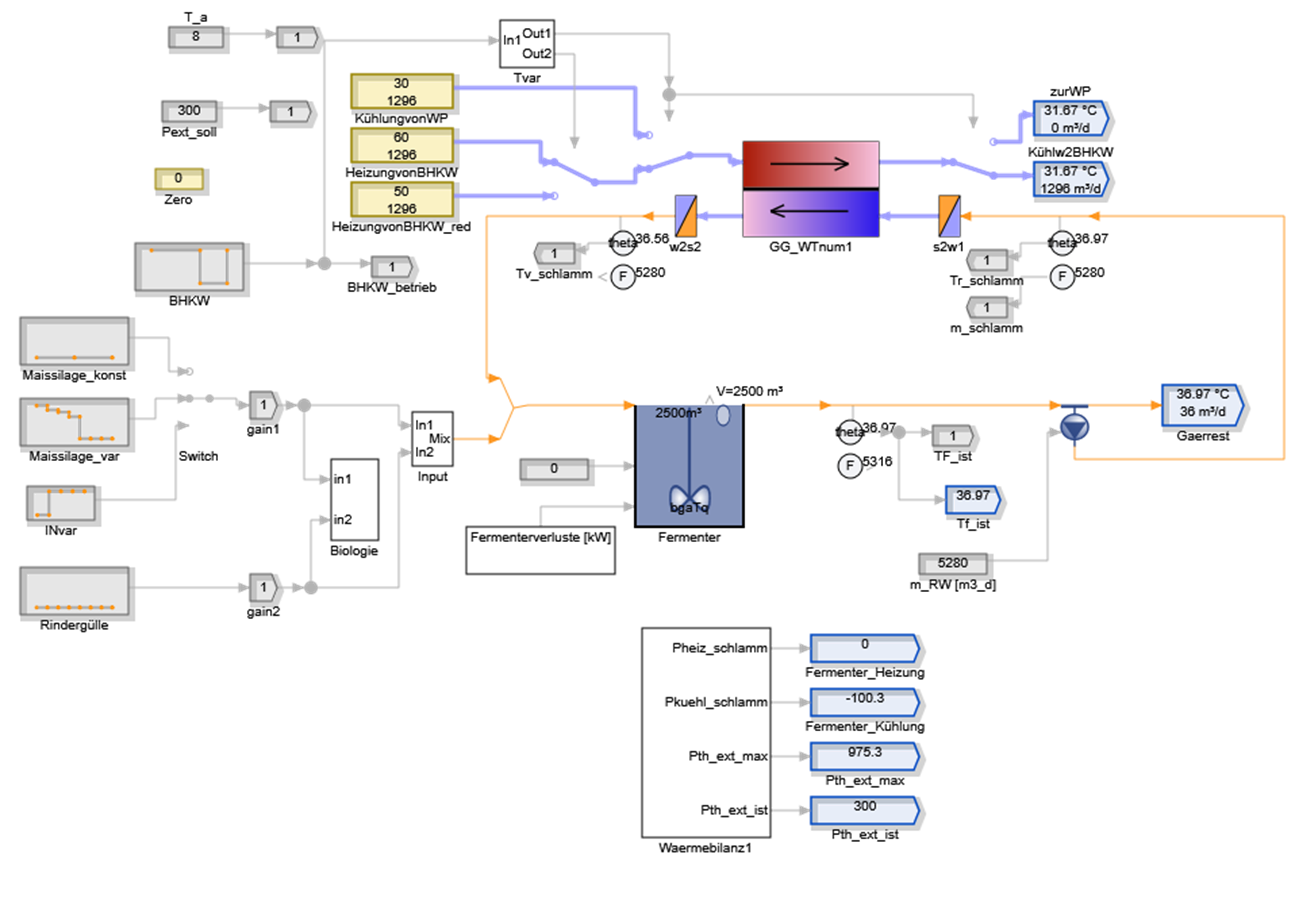 T_a
8
1
300
1
Pext_soll
0
Zero
BHKW
1
BHKW_betrieb
In1
Out1
Out2
Tvar
30
1296
KühlungvonWP
60
1296
HeizungvonBHKW
50
1296
HeizungvonBHKW_red
GG_WTnum1
zurWP
31.67 °C
0 m³/d
Kühlw2BHKW
31.67 °C
1296 m³/d
w2s2
s2w1
theta
36.56
F
5280
1
Tv_schlamm
theta
36.97
F
5280
1
Tr_schlamm
1
m_schlamm
Maissilage_konst
Maissilage_var
Switch
INvar
Rindergülle
1
gain1
1
gain2
in1
in2
Biologie
In1
Mix
In2
Input
0
Fermenterverluste [kW]
V=2500 m³
2500m³
bgaTq
Fermenter
theta
36.97
F
5316
1
TF_ist
36.97
Tf_ist
5280
m_RW [m3_d]
36.97 °C
36 m³/d
Gaerrest
Pheiz_schlamm
Pkuehl_schlamm
Pth_ext_max
Pth_ext_ist
Waermebilanz1
0
Fermenter_Heizung
-100.3
Fermenter_Kühlung
975.3
Pth_ext_max
300
Pth_ext_ist